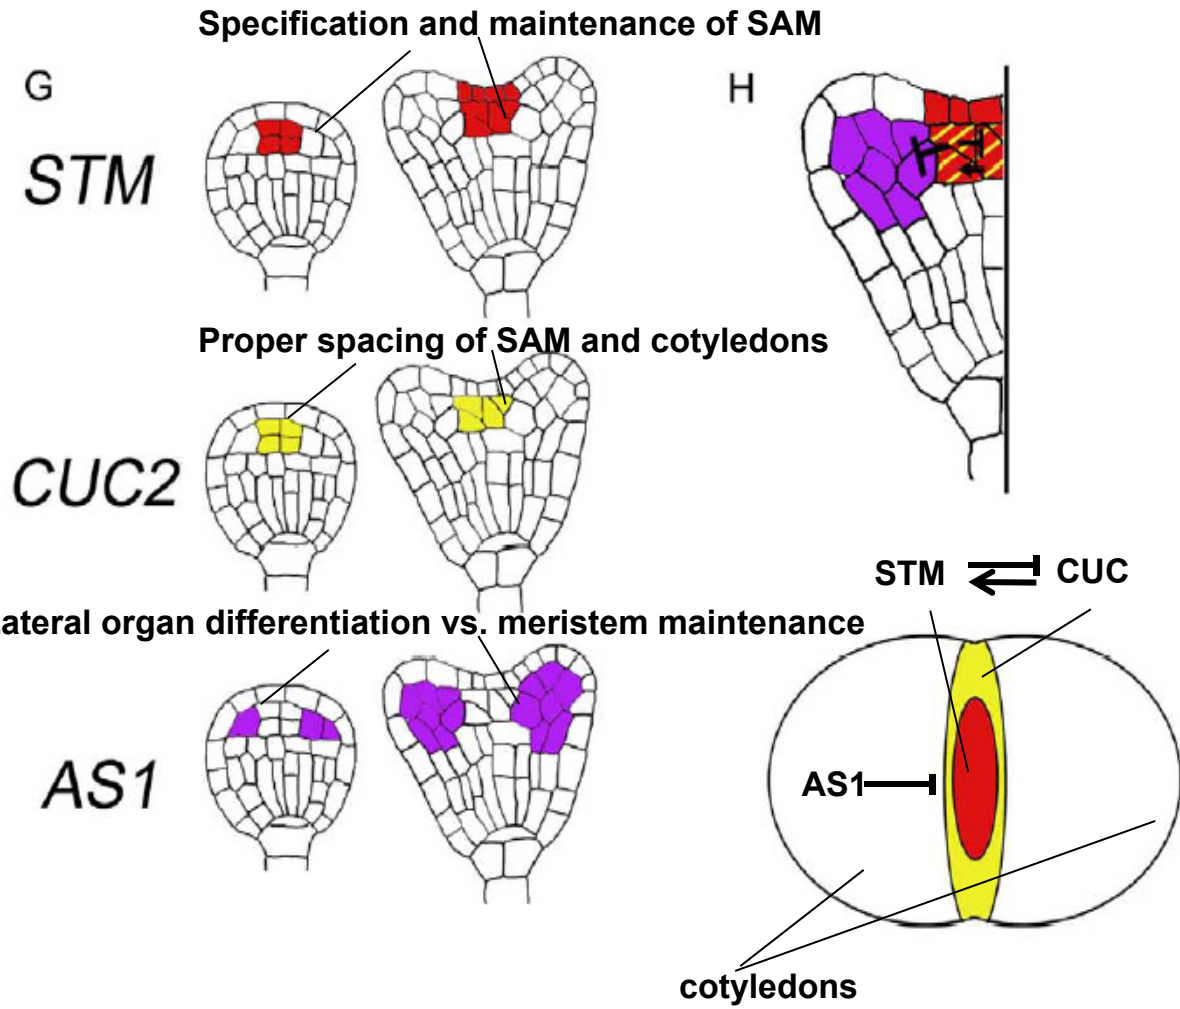 Specification and maintenance of SAM
G
H
STM
Proper spacing of SAM and cotyledons
CUC2
STM CUC
ateral organ differentiation vs. meristem maintenance
AS1
AS1
cotyledons